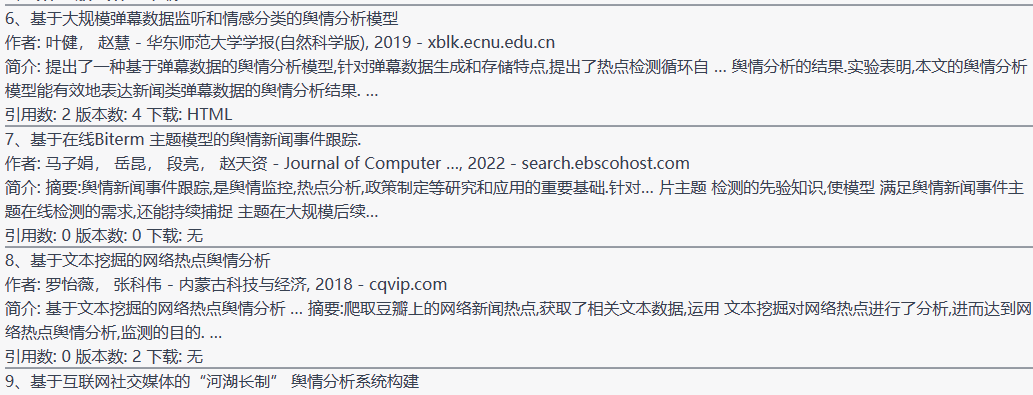 6、基于大规模弹幕数据监听和情感分类的舆情分析模型
作者: 叶健， 赵慧 - 华东师范大学学报(自然科学版), 2019 - xblk.ecnu.edu.cn
简介: 提出了一种基于弹幕数据的舆情分析模型,针对弹幕数据生成和存储特点,提出了热点检测循环自 … 舆情分析的结果.实验表明,本文的舆情分析
模型能有效地表达新闻类弹幕数据的舆情分析结果. …
引用数: 2 版本数: 4 下载: HTML
7、基于在线Biterm 主题模型的舆情新闻事件跟踪.
作者: 马子娟， 岳昆， 段亮， 赵天资 - Journal of Computer …, 2022 - search.ebscohost.com
简介: 摘要:舆情新闻事件跟踪,是舆情监控,热点分析,政策制定等研究和应用的重要基础.针对… 片主题 检测的先验知识,使模型 满足舆情新闻事件主
题在线检测的需求,还能持续捕捉 主题在大规模后续…
引用数: 0 版本数: 0 下载: 无
8、基于文本挖掘的网络热点舆情分析
作者: 罗怡薇， 张科伟 - 内蒙古科技与经济, 2018 - cqvip.com
简介: 基于文本挖掘的网络热点舆情分析 … 摘要:爬取豆瓣上的网络新闻热点,获取了相关文本数据,运用 文本挖掘对网络热点进行了分析,进而达到网
络热点舆情分析,监测的目的. …
引用数: 0 版本数: 2 下载: 无
9、基于互联网社交媒体的“河湖长制” 舆情分析系统构建